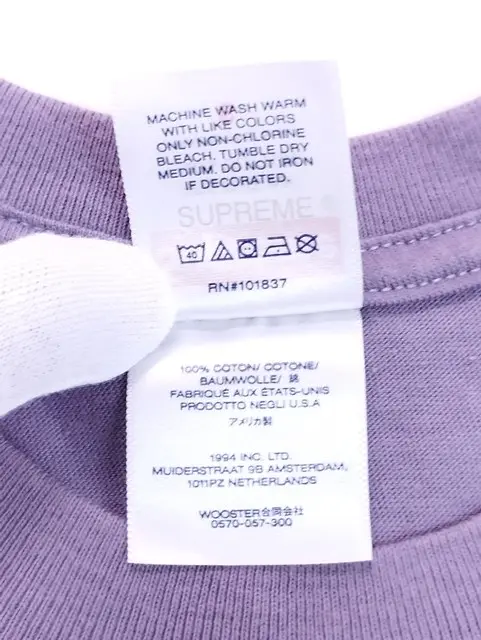 MACHINE WASH WARM
WITH LIKE COLORS
ONLY NON-CHLORINE
BLEACH. TUMBLE DRY
MEDIUM. DO NOT IRON
IF DECORATED.
SUPREME
40
RN#101837
100% COTON/ COTONE/
BAUMWOLLE/ 綿
FABRIQUÉ AUX ÉTATS-UNIS
PRODOTTO NEGLI U.S.A
アメリカ製
1994 INC. LTD.
MUIDERSTRAAT 9B AMSTERDAM,
1011PZ NETHERLANDS
WOOSTER合同会社
0570-057-300